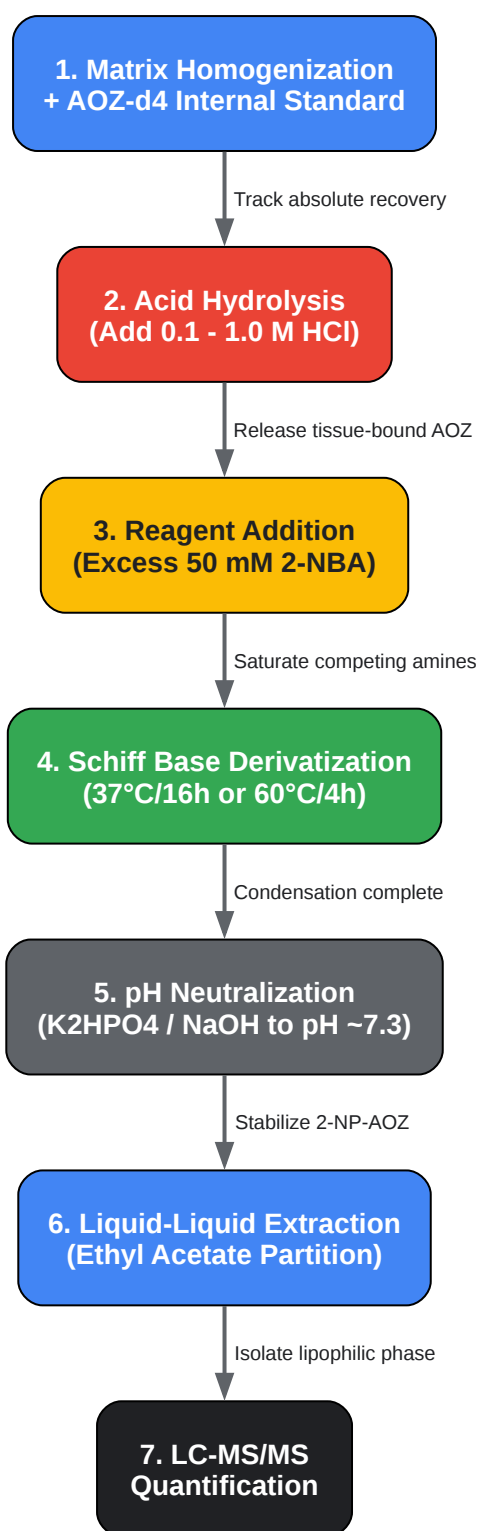 1. Matrix Homogenization
+ AOZ-d4 Internal Standard
Track absolute recovery
2. Acid Hydrolysis
(Add 0.1 - 1.0 M HCl)
Release tissue-bound AOZ
3. Reagent Addition
(Excess 50 mM 2-NBA)
Saturate competing amines
4. Schiff Base Derivatization
(37°C/16h or 60°C/4h)
Condensation complete
5. pH Neutralization
(K2HPO4 / NaOH to pH ~7.3)
Stabilize 2-NP-AOZ
6. Liquid-Liquid Extraction
(Ethyl Acetate Partition)
Isolate lipophilic phase
7. LC-MS/MS
Quantification